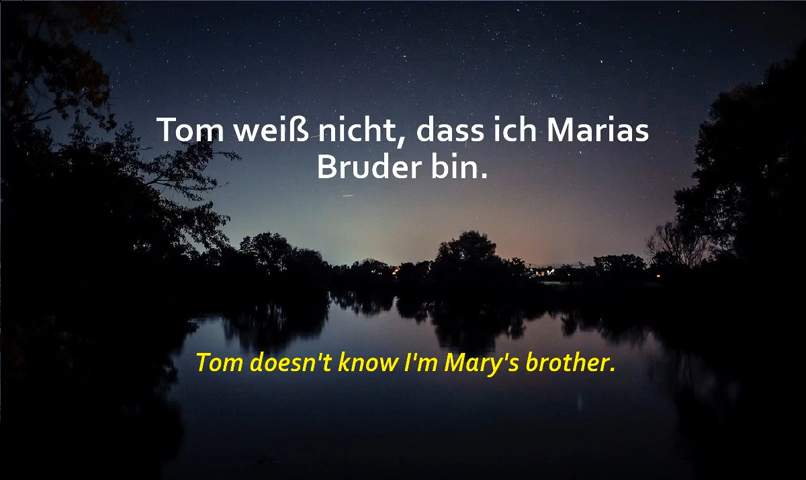 Tom weiß nicht, dass ich Marias
Bruder bin.
Tom doesn't know I'm Mary's brother.